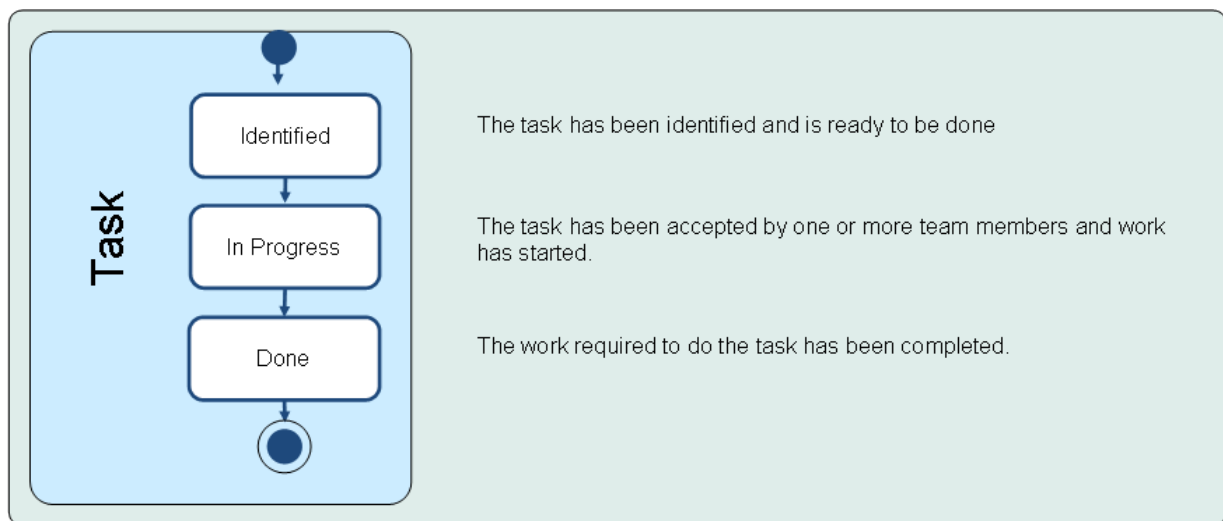 Task
Identified
The task has been identified and is ready to be done
In Progress
The task has been accepted by one or more team members and work
has started.
Done
The work required to do the task has been completed.